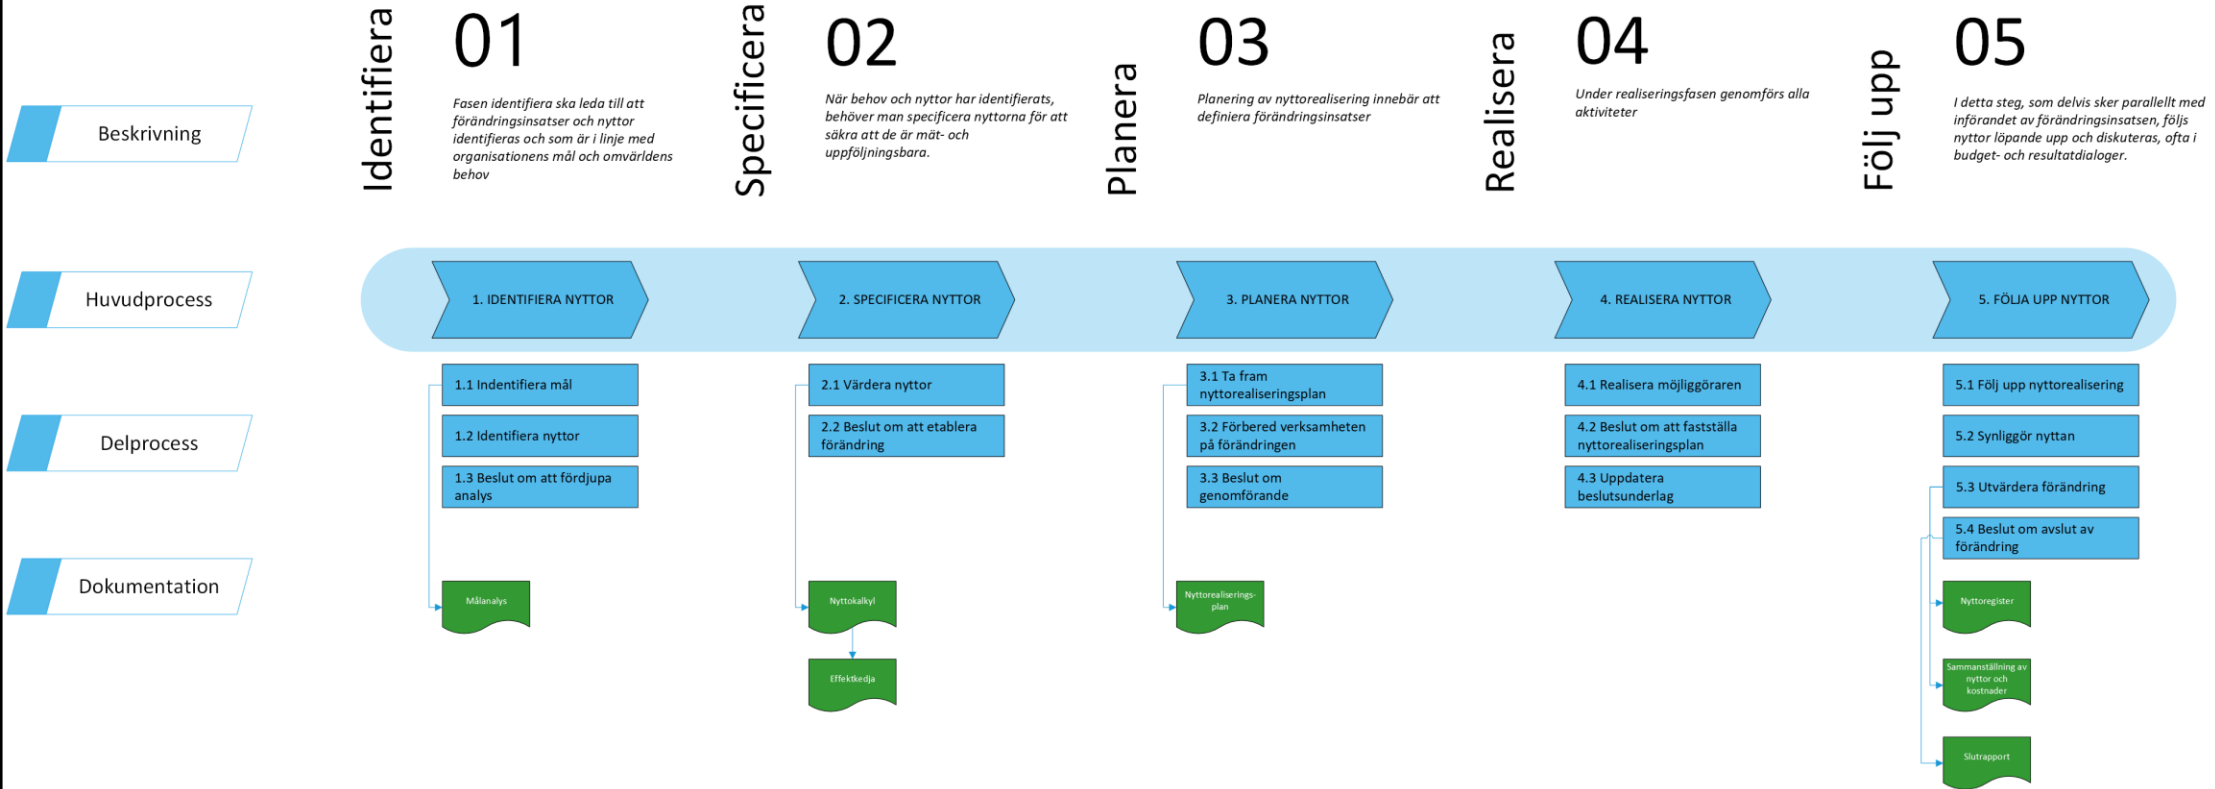 Identifiera
01
Fasen identifiera ska leda till att
förändringsinsatser och nyttor
identifieras och som är i linje med
organisationens mål och omvärldens
behov
Specificera
02
När behov och nyttor har identifierats,
behöver man specificera nyttorna för att
säkra att de är mät- och
uppföljningsbara.
Planera
03
Planering av nyttorealisering innebär att
definiera förändringsinsatser
Realisera
04
Under realiseringsfasen genomförs alla
aktiviteter
Följ upp
05
I detta steg, som delvis sker parallellt med
införandet av förändringsinsatsen, följs
nyttor löpande upp och diskuteras, ofta i
budget- och resultatdialoger.
Beskrivning
Huvudprocess
1. IDENTIFIERA NYTTOR
2. SPECIFICERA NYTTOR
3. PLANERA NYTTOR
4. REALISERA NYTTOR
5. FÖLJA UPP NYTTOR
Delprocess
1.1 Indentifiera mål
1.2 Identifiera nyttor
1.3 Beslut om att fördjupa
analys
2.1 Värdera nyttor
2.2 Beslut om att etablera
förändring
3.1 Ta fram
nyttorealiseringsplan
3.2 Förbered verksamheten
på förändringen
3.3 Beslut om
genomförande
4.1 Realisera möjliggöraren
4.2 Beslut om att fastställa
nyttorealiseringsplan
4.3 Uppdatera
beslutsunderlag
5.1 Följ upp nyttorealisering
5.2 Synliggör nyttan
5.3 Utvärdera förändring
5.4 Beslut om avslut av
förändring
Dokumentation
Målanalys
Nyttokalkyl
Effektkedja
Nyttorealiserings-
plan
Nyttoregister
Sammanställning av
nyttor och
kostnader
Slutrapport